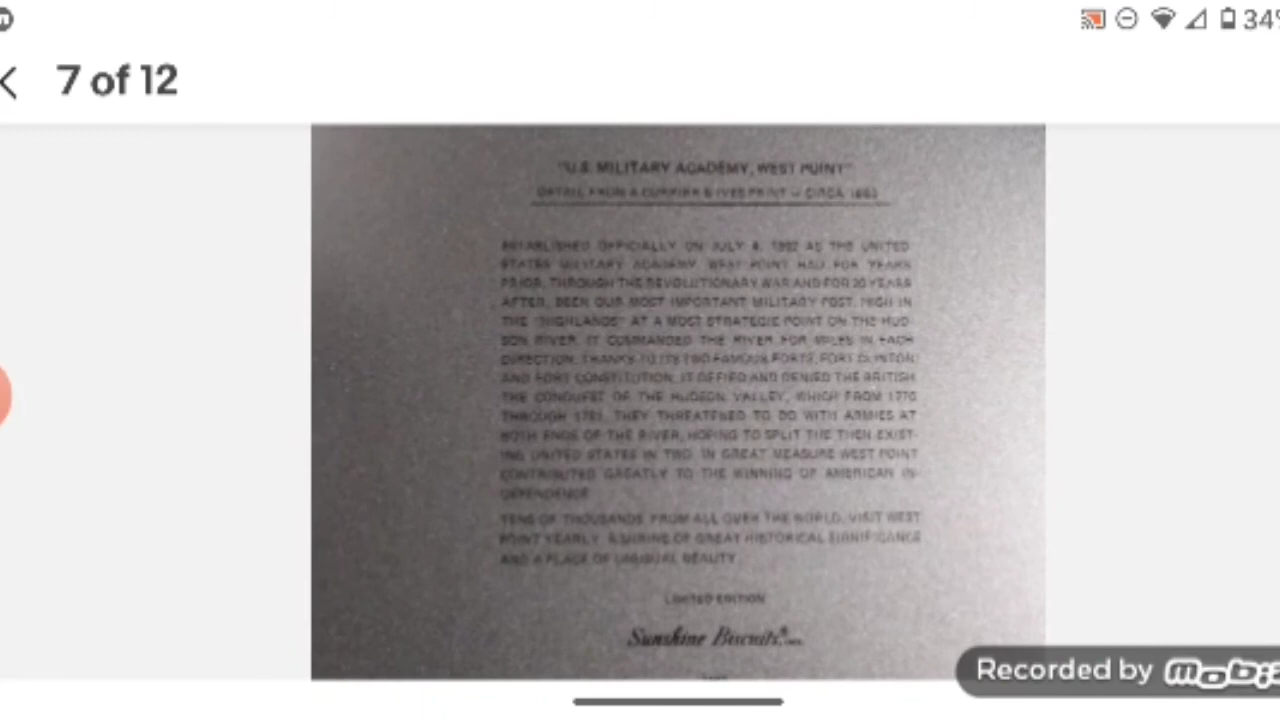 34%
7 of 12
"U.S. MILITARY ACADEMY, WEST POINT"
DETAIL FROM A CURRIER & IVES PRINT - CIRCA
ESTABLISHED OFFICIALLY ON JULY 4, AS THE UNITED
STATES MILITARY ACADEMY, WEST POINT HAD FOR YEARS
PRIOR, THROUGH THE REVOLUTIONARY WAR AND FOR 20 YEARS
AFTER, BEEN OUR MOST IMPORTANT MILITARY POST. HIGH IN
THE "HIGHLANDS" AT A MOST STRATEGIC POINT ON THE HUD-
SON RIVER, IT COMMANDED THE RIVER FOR MILES IN EACH
DIRECTION. THANKS TO ITS TWO FAMOUS FORTS, FORT CLINTON
AND FORT CONSTITUTION, IT DEFIED AND DENIED THE BRITISH
THE CONQUEST OF THE HUDSON VALLEY, WHICH FROM 1776
THROUGH 1781, THEY THREATENED TO DO WITH ARMIES AT
BOTH ENDS OF THE RIVER, HOPING TO SPLIT THE THEN EXIST-
ING UNITED STATES IN TWO. IN GREAT MEASURE WEST POINT
CONTRIBUTED GREATLY TO THE WINNING OF AMERICAN IN-
DEPENDENCE.
TENS OF THOUSANDS, FROM ALL OVER THE WORLD, VISIT WEST
POINT YEARLY. A SHRINE OF GREAT HISTORICAL SIGNIFICANCE
AND A PLACE OF UNUSUAL BEAUTY.
LIMITED EDITION
Sunshine Biscuits
Recorded by